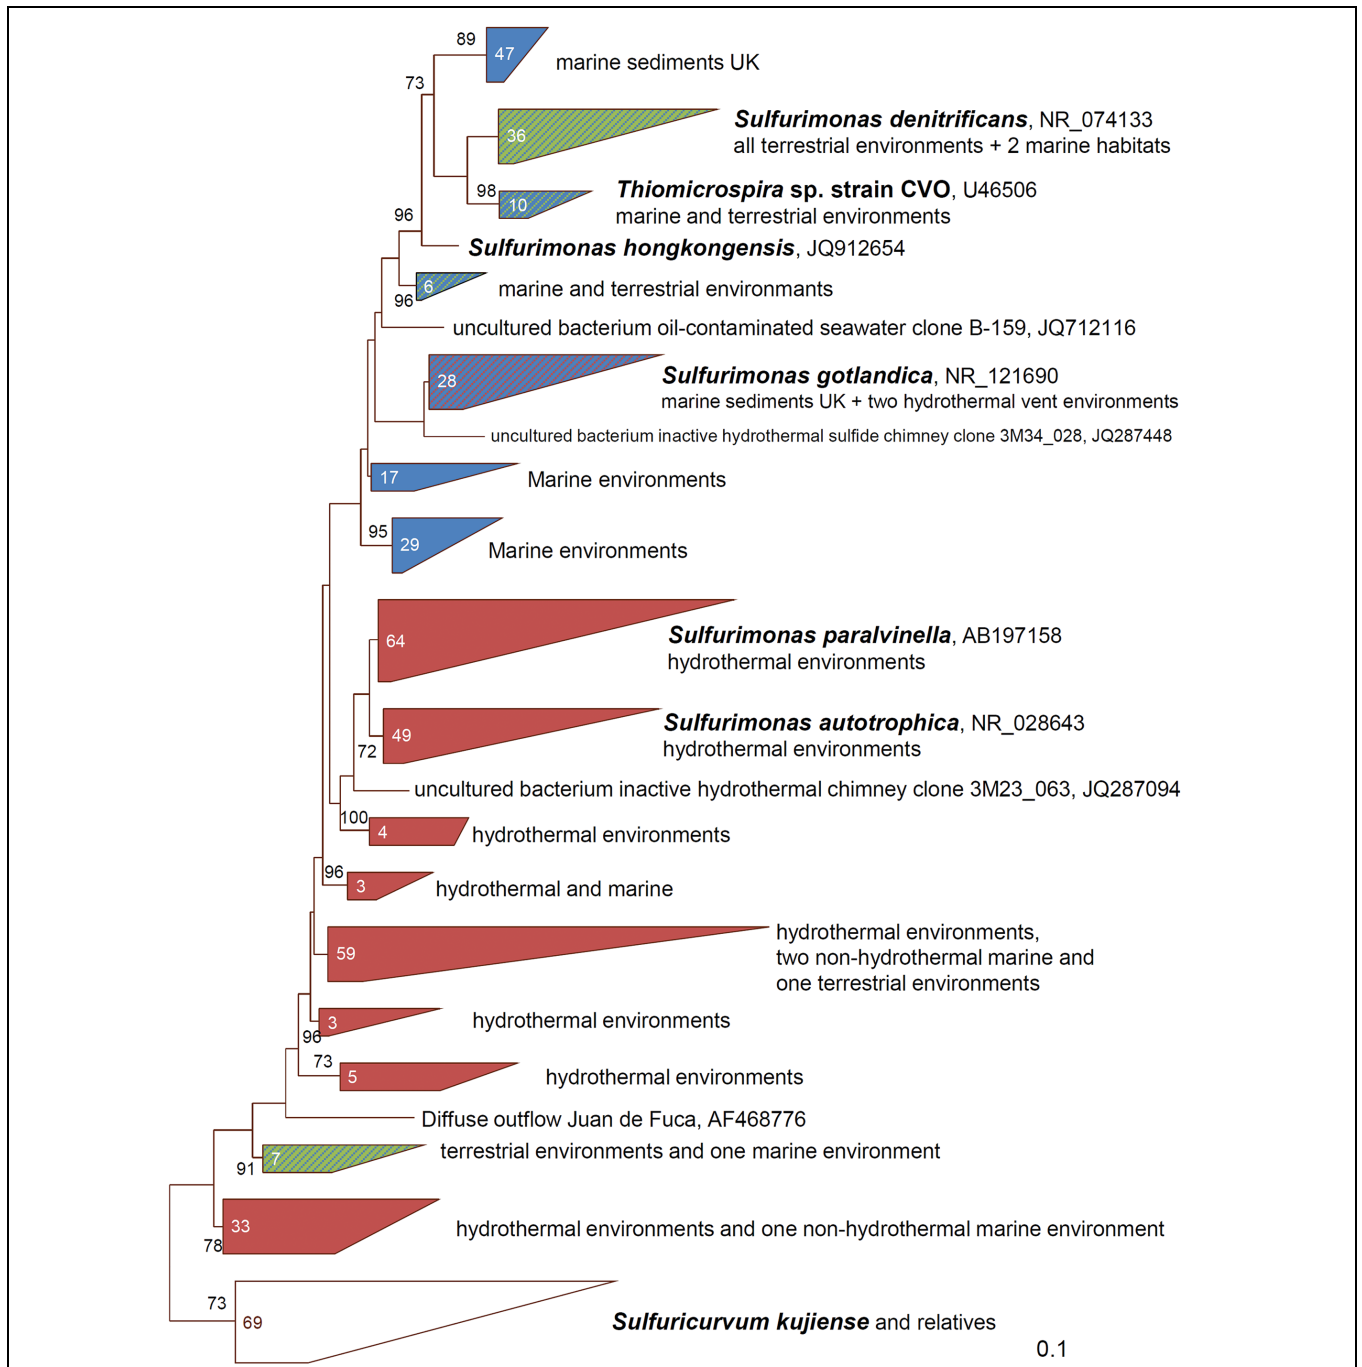 89
47
marine sediments UK
73
Sulfurimonas denitrificans, NR_074133
36
all terrestrial environments + 2 marine habitats
98
10
Thiomicrospira sp. strain CVO, U46506
marine and terrestrial environments
96
Sulfurimonas hongkongensis, JQ912654
6
96
marine and terrestrial environmants
uncultured bacterium oil-contaminated seawater clone B-159, JQ712116
28
Sulfurimonas gotlandica, NR_121690
marine sediments UK + two hydrothermal vent environments
uncultured bacterium inactive hydrothermal sulfide chimney clone 3M34_028, JQ287448
17
Marine environments
95
29
Marine environments
64
Sulfurimonas paralvinella, AB197158
hydrothermal environments
49
72
Sulfurimonas autotrophica, NR_028643
hydrothermal environments
uncultured bacterium inactive hydrothermal chimney clone 3M23_063, JQ287094
100
4
hydrothermal environments
96
3
hydrothermal and marine
59
hydrothermal environments,
two non-hydrothermal marine and
one terrestrial environments
3
96
hydrothermal environments
73
5
hydrothermal environments
Diffuse outflow Juan de Fuca, AF468776
7
91
terrestrial environments and one marine environment
33
78
hydrothermal environments and one non-hydrothermal marine environment
73
69
Sulfuricurvum kujiense and relatives
0.1